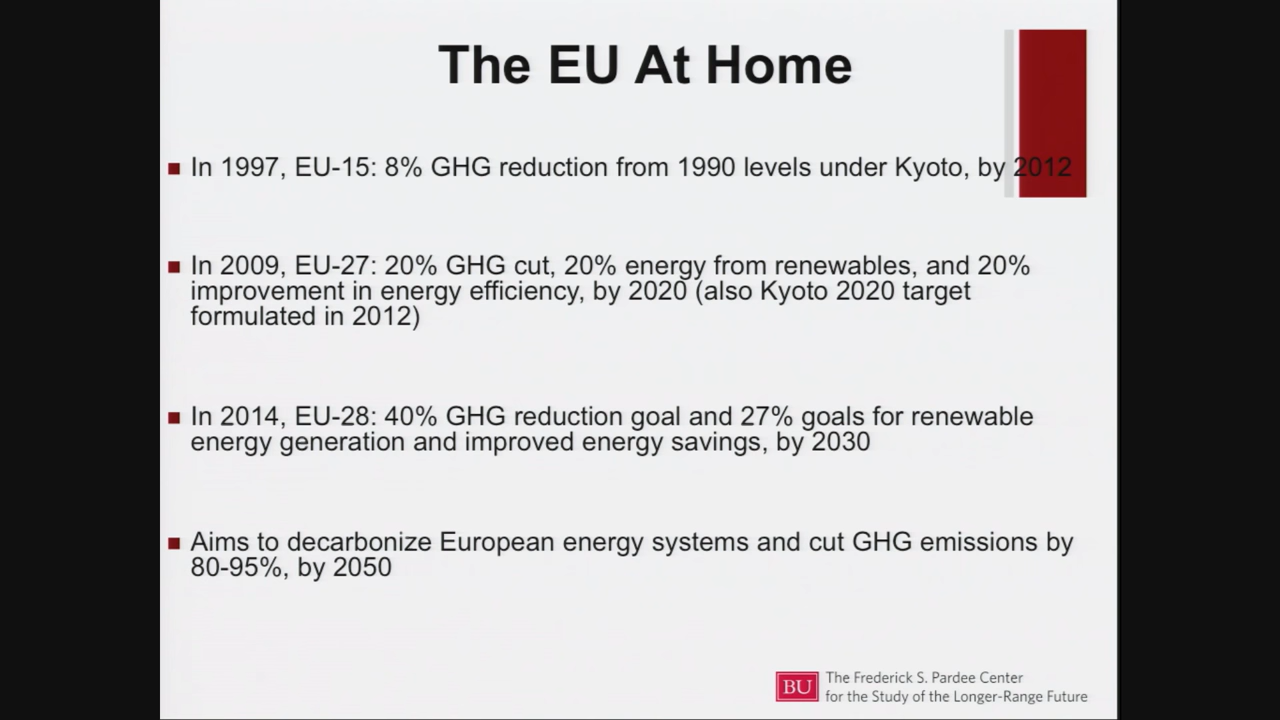 The EU At Home
In 1997, EU-15: 8% GHG reduction from 1990 levels under Kyoto, by 2012
In 2009, EU-27: 20% GHG cut, 20% energy from renewables, and 20%
improvement in energy efficiency, by 2020 (also Kyoto 2020 target
formulated in 2012)
In 2014, EU-28: 40% GHG reduction goal and 27% goals for renewable
energy generation and improved energy savings, by 2030
Aims to decarbonize European energy systems and cut GHG emissions by
80-95%, by 2050
BU
The Frederick S. Pardee Center
for the Study of the Longer-Range Future